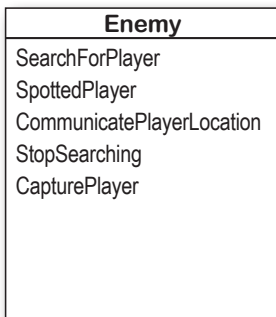 Enemy
SearchForPlayer
SpottedPlayer
CommunicatePlayerLocation
StopSearching
CapturePlayer